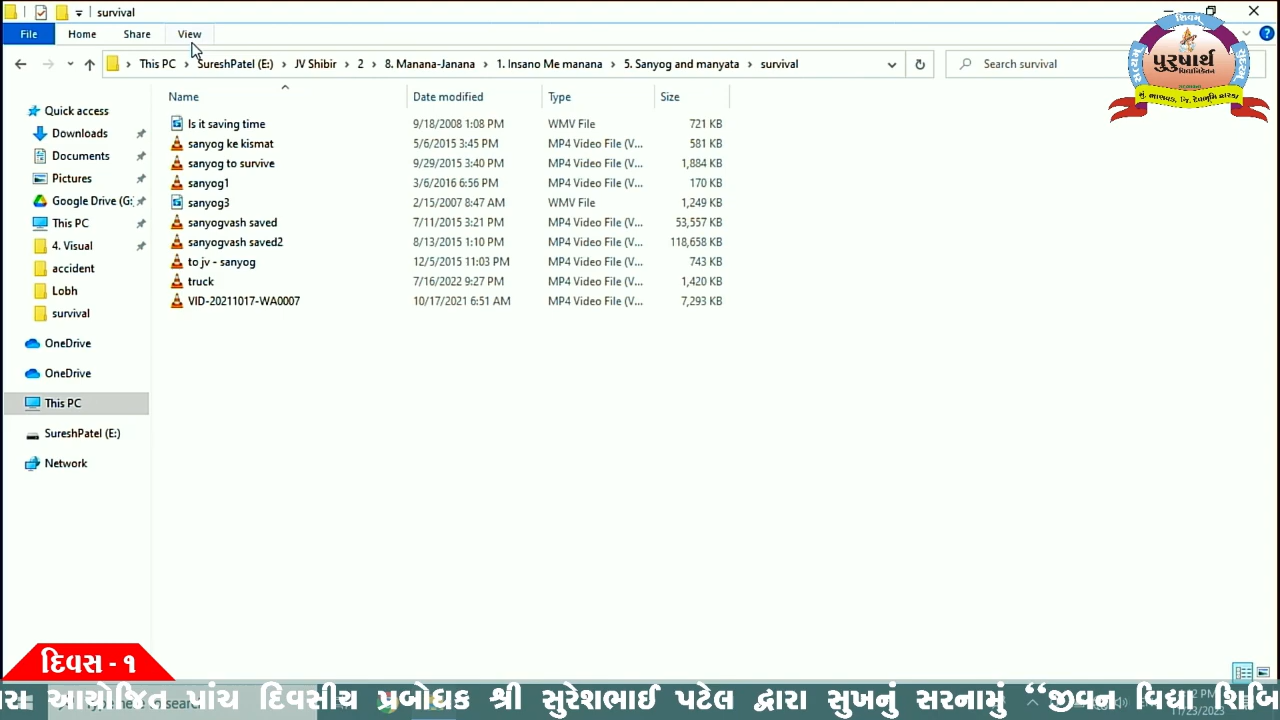 survival
File Home Share View
This PC SureshPatel (E:) JV Shibir 2 8. Manana-Janana 1. Insano Me manana 5. Sanyog and manyata survival
Search survival
શિવમ્
સત્યમ્
સુંદરમ્
પુરુષાર્થ
વિદ્યાનિકેતન
Name Date modified Type Size
Quick access
Downloads
Documents
Pictures
Google Drive (G:
This PC
4. Visual
accident
Lobh
survival
OneDrive
OneDrive
This PC
SureshPatel (E:)
Network
Is it saving time 9/18/2008 1:08 PM WMV File 721 KB
sanyog ke kismat 5/6/2015 3:45 PM MP4 Video File (V... 581 KB
sanyog to survive 9/29/2015 3:40 PM MP4 Video File (V... 1,884 KB
sanyog1 3/6/2016 6:56 PM MP4 Video File (V... 170 KB
sanyog3 2/15/2007 8:47 AM WMV File 1,249 KB
sanyogvash saved 7/11/2015 3:21 PM MP4 Video File (V... 53,557 KB
sanyogvash saved2 8/13/2015 1:10 PM MP4 Video File (V... 118,658 KB
to jv - sanyog 12/5/2015 11:03 PM MP4 Video File (V... 743 KB
truck 7/16/2022 9:27 PM MP4 Video File (V... 1,420 KB
VID-20211017-WA0007 10/17/2021 6:51 AM MP4 Video File (V... 7,293 KB
દિવસ - ૧
આયોજિત પાંચ દિવસીય પ્રબોધક શ્રી સુરેશભાઈ પટેલ દ્વારા સુખનું સરનામું “જીવન વિદ્યા શિબિ
11/23/2023